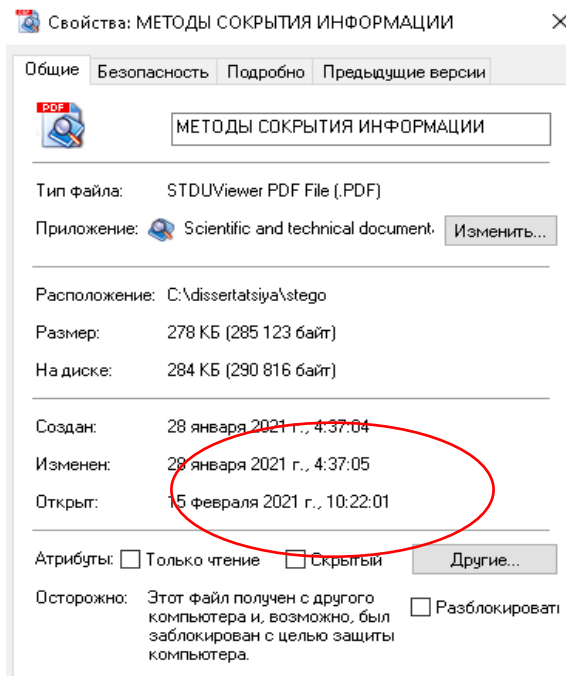 Свойства: МЕТОДЫ СОКРЫТИЯ ИНФОРМАЦИИ
Общие Безопасность Подробно Предыдущие версии
PDF
МЕТОДЫ СОКРЫТИЯ ИНФОРМАЦИИ
Тип файла: STDUViewer PDF File (.PDF)
Приложение: Scientific and technical document. Изменить...
Расположение: C:\dissertatsiya\stego
Размер: 278 КБ (285 123 байт)
На диске: 284 КБ (290 816 байт)
Создан: 28 января 2021 г., 4:37:04
Изменен: 28 января 2021 г., 4:37:05
Открыт: 15 февраля 2021 г., 10:22:01
Атрибуты: Только чтение Скрытый Другие...
Осторожно: Этот файл получен с другого
компьютера и, возможно, был
заблокирован с целью защиты
компьютера.
Разблокироватı